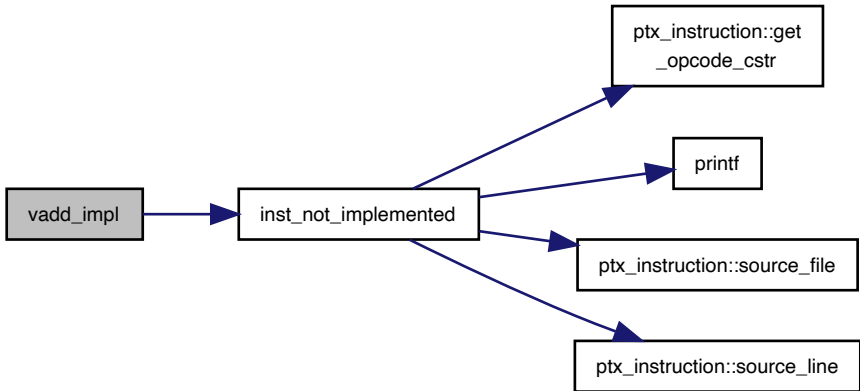 ptx_instruction::get
_opcode_cstr
printf
vadd_impl
inst_not_implemented
ptx_instruction::source_file
ptx_instruction::source_line